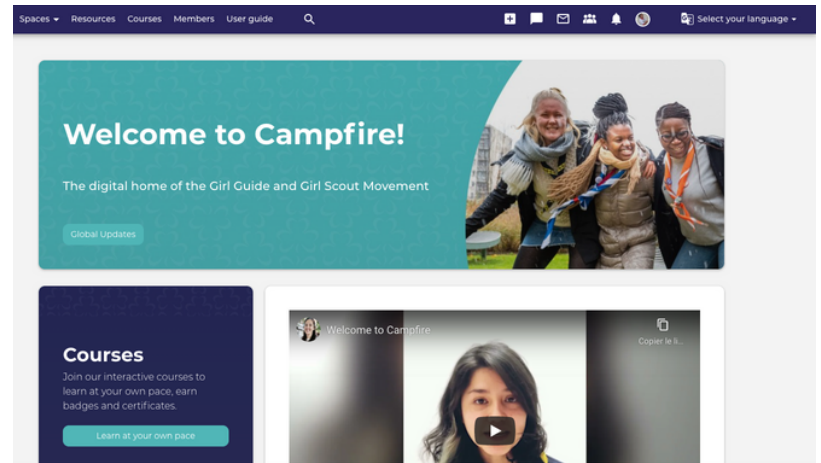 Spaces Resources Courses Members User guide Select your language
Welcome to Campfire!
The digital home of the Girl Guide and Girl Scout Movement
Global Updates
Courses
Join our interactive courses to
learn at your own pace, earn
badges and certificates.
Learn at your own pace
Welcome to Campfire
Copier le li...